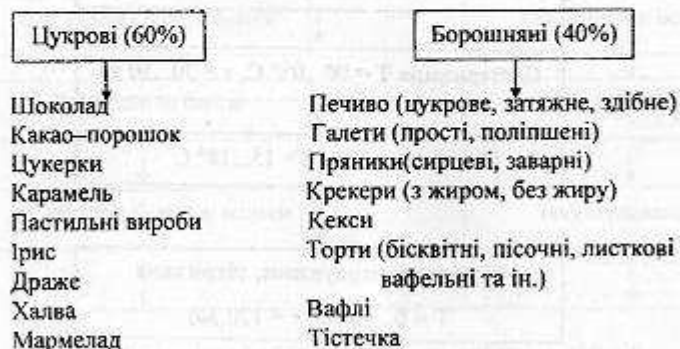 Цукрові (60%)
Борошняні (40%)
Шоколад
Какао–порошок
Цукерки
Карамель
Пастильні вироби
Ірис
Драже
Халва
Мармелад
Печиво (цукрове, затяжне, здібне)
Галети (прості, поліпшені)
Пряники(сирцеві, заварні)
Крекери (з жиром, без жиру)
Кекси
Торти (бісквітні, пісочні, листкові
вафельні та ін.)
Вафлі
Тістечка